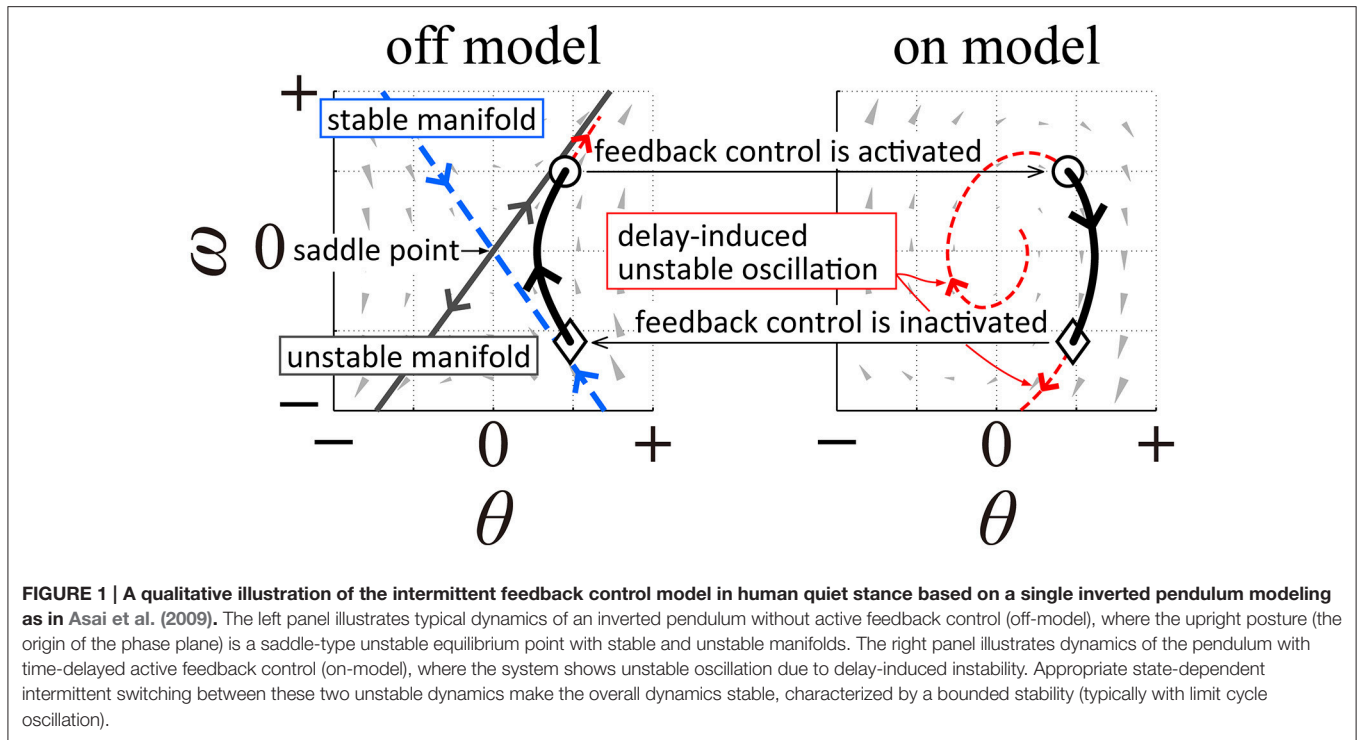 off model
on model
+
stable manifold
feedback control is activated
ω
0
saddle point
delay-induced
unstable oscillation
feedback control is inactivated
unstable manifold
−
− 0 +
− 0 +
θ
θ
FIGURE 1 | A qualitative illustration of the intermittent feedback control model in human quiet stance based on a single inverted pendulum modeling
as in Asai et al. (2009). The left panel illustrates typical dynamics of an inverted pendulum without active feedback control (off-model), where the upright posture (the
origin of the phase plane) is a saddle-type unstable equilibrium point with stable and unstable manifolds. The right panel illustrates dynamics of the pendulum with
time-delayed active feedback control (on-model), where the system shows unstable oscillation due to delay-induced instability. Appropriate state-dependent
intermittent switching between these two unstable dynamics make the overall dynamics stable, characterized by a bounded stability (typically with limit cycle
oscillation).